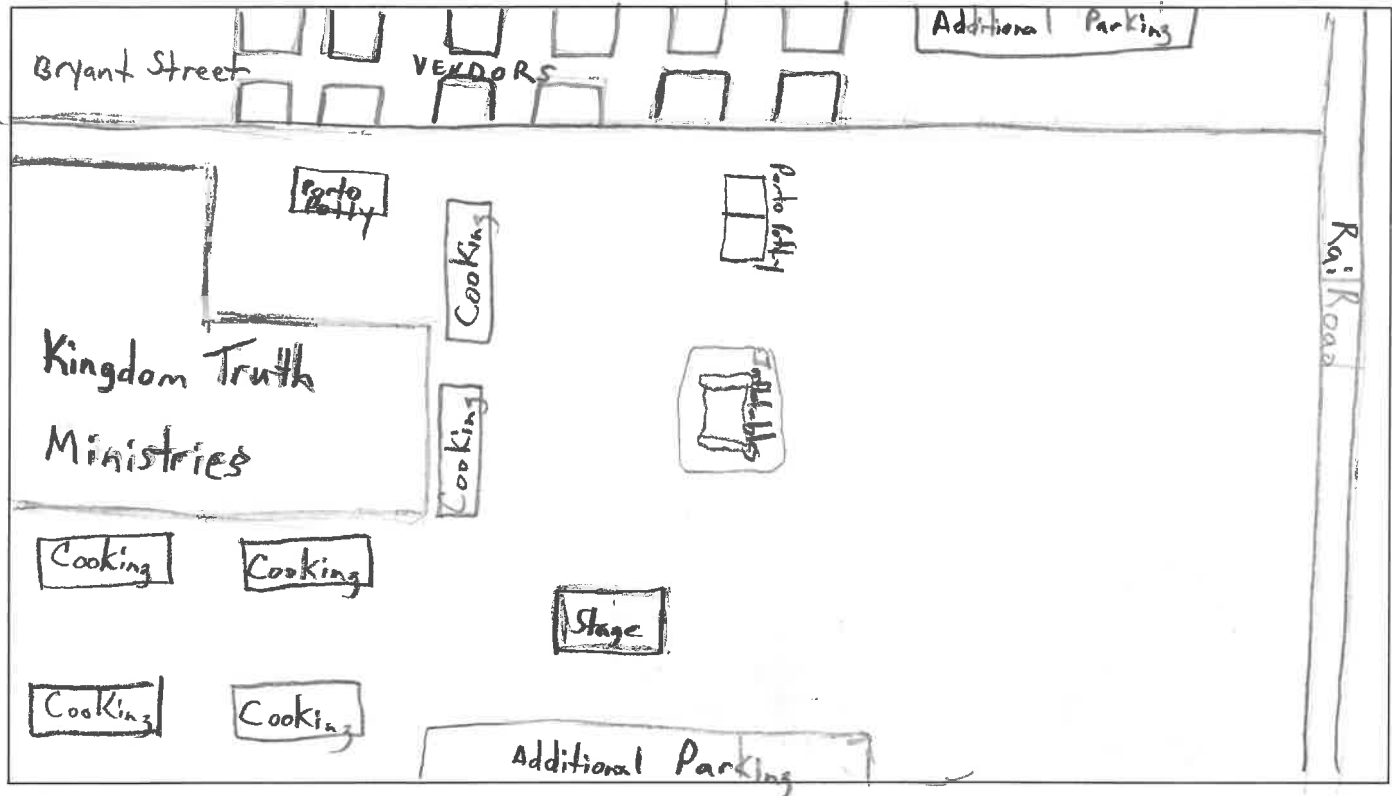 Additional Parking
Bryant Street
VENDORS
Porto
Potty
Porto Potty
Cooking
Rail Road
Kingdom Truth
Ministries
Cooking
Cooking
Cooking
Stage
Cooking
Cooking
Additional Parking